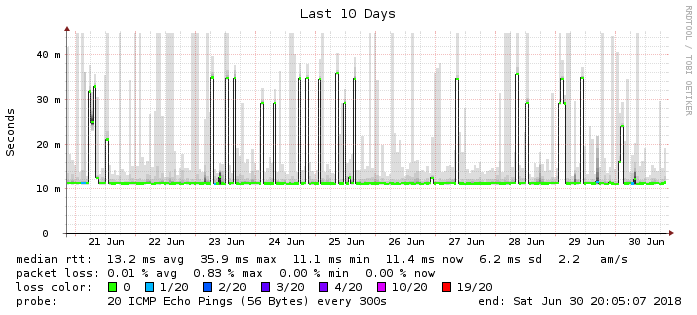 Last 10 Days
RRDTOOL / TOBI OETIKER
Seconds
40 m
30 m
20 m
10 m
0
21 Jun 22 Jun 23 Jun 24 Jun 25 Jun 26 Jun 27 Jun 28 Jun 29 Jun 30 Jun
median rtt: 13.2 ms avg 35.9 ms max 11.1 ms min 11.4 ms now 6.2 ms sd 2.2 am/s
packet loss: 0.01 % avg 0.83 % max 0.00 % min 0.00 % now
loss color: 0 1/20 2/20 3/20 4/20 10/20 19/20
probe: 20 ICMP Echo Pings (56 Bytes) every 300s end: Sat Jun 30 20:05:07 2018